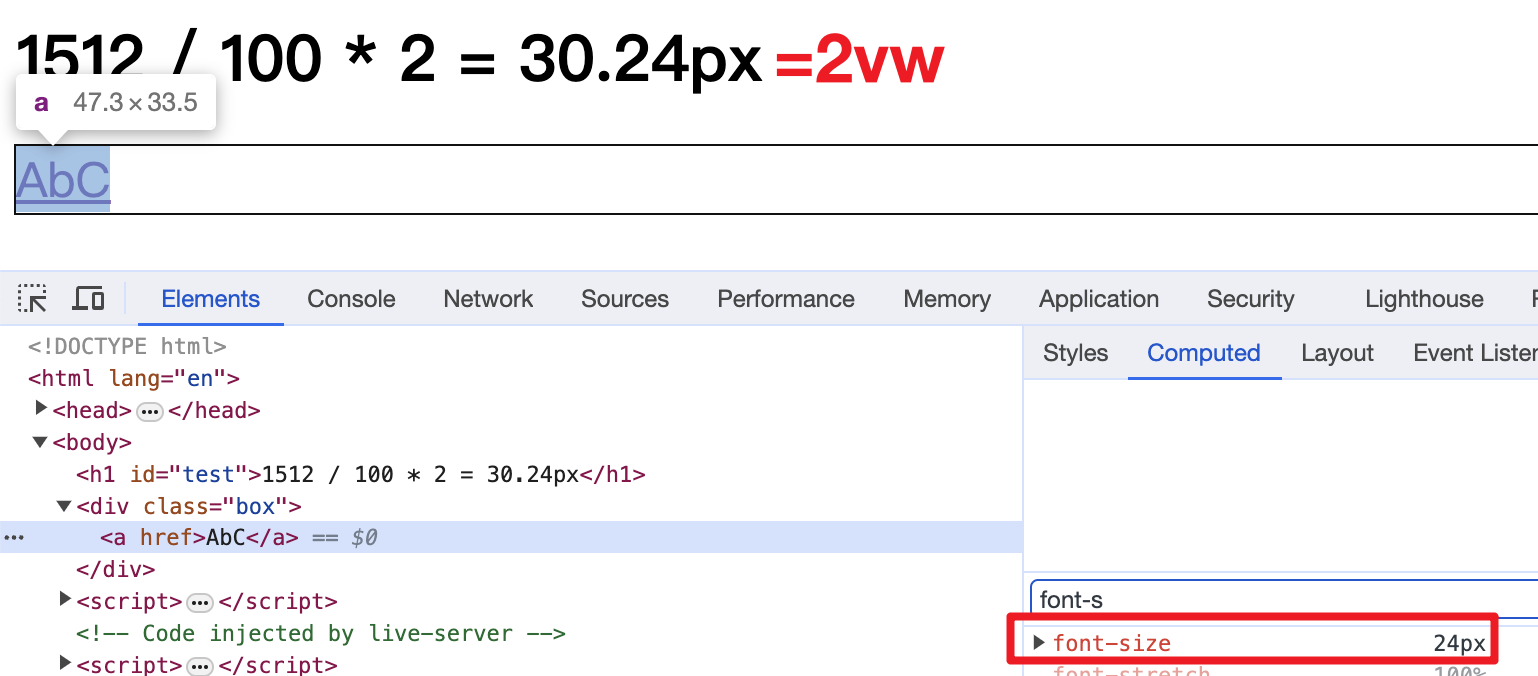 1512 / 100 * 2 = 30.24px =2vw
a 47.3×33.5
AbC
Elements Console Network Sources Performance Memory Application Security Lighthouse
<!DOCTYPE html>
<html lang="en">
<head> ••• </head>
<body>
<h1 id="test">1512 / 100 * 2 = 30.24px</h1>
<div class="box">
••• <a href>AbC</a> == $0
</div>
<script> ••• </script>
<!-- Code injected by live-server -->
<script> ••• </script>
Styles Computed Layout Event Listen
font-s
font-size 24px
font-stretch 100%